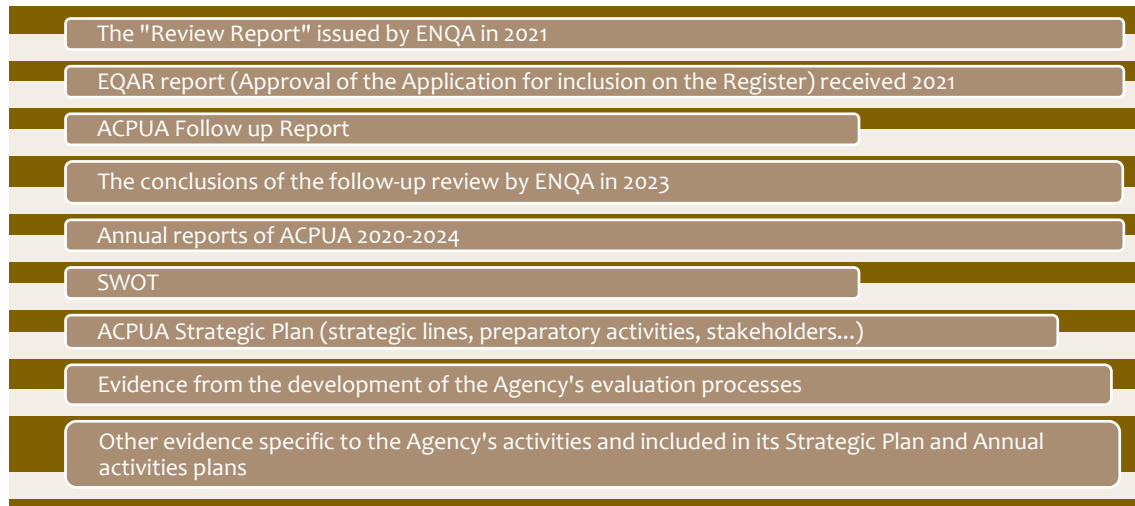 The "Review Report" issued by ENQA in 2021
EQAR report (Approval of the Application for inclusion on the Register) received 2021
ACPUA Follow up Report
The conclusions of the follow-up review by ENQA in 2023
Annual reports of ACPUA 2020-2024
SWOT
ACPUA Strategic Plan (strategic lines, preparatory activities, stakeholders...)
Evidence from the development of the Agency's evaluation processes
Other evidence specific to the Agency's activities and included in its Strategic Plan and Annual
activities plans